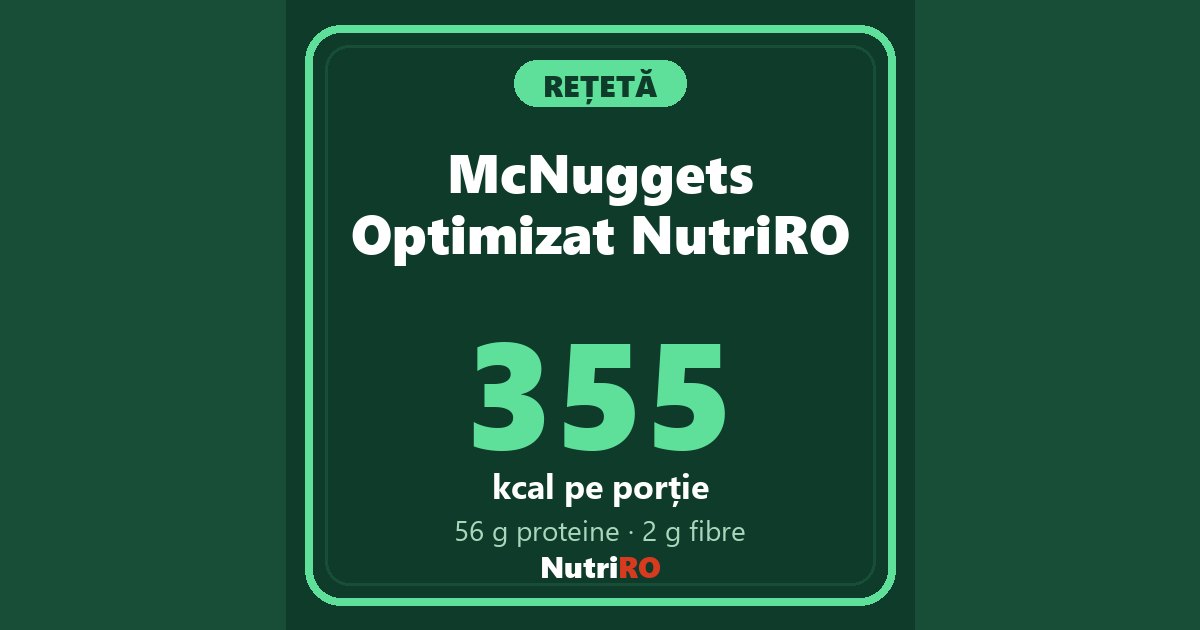 REȚETĂ
McNuggets
Optimizat NutriRO
355
kcal pe porție
56 g proteine · 2 g fibre
NutriRO